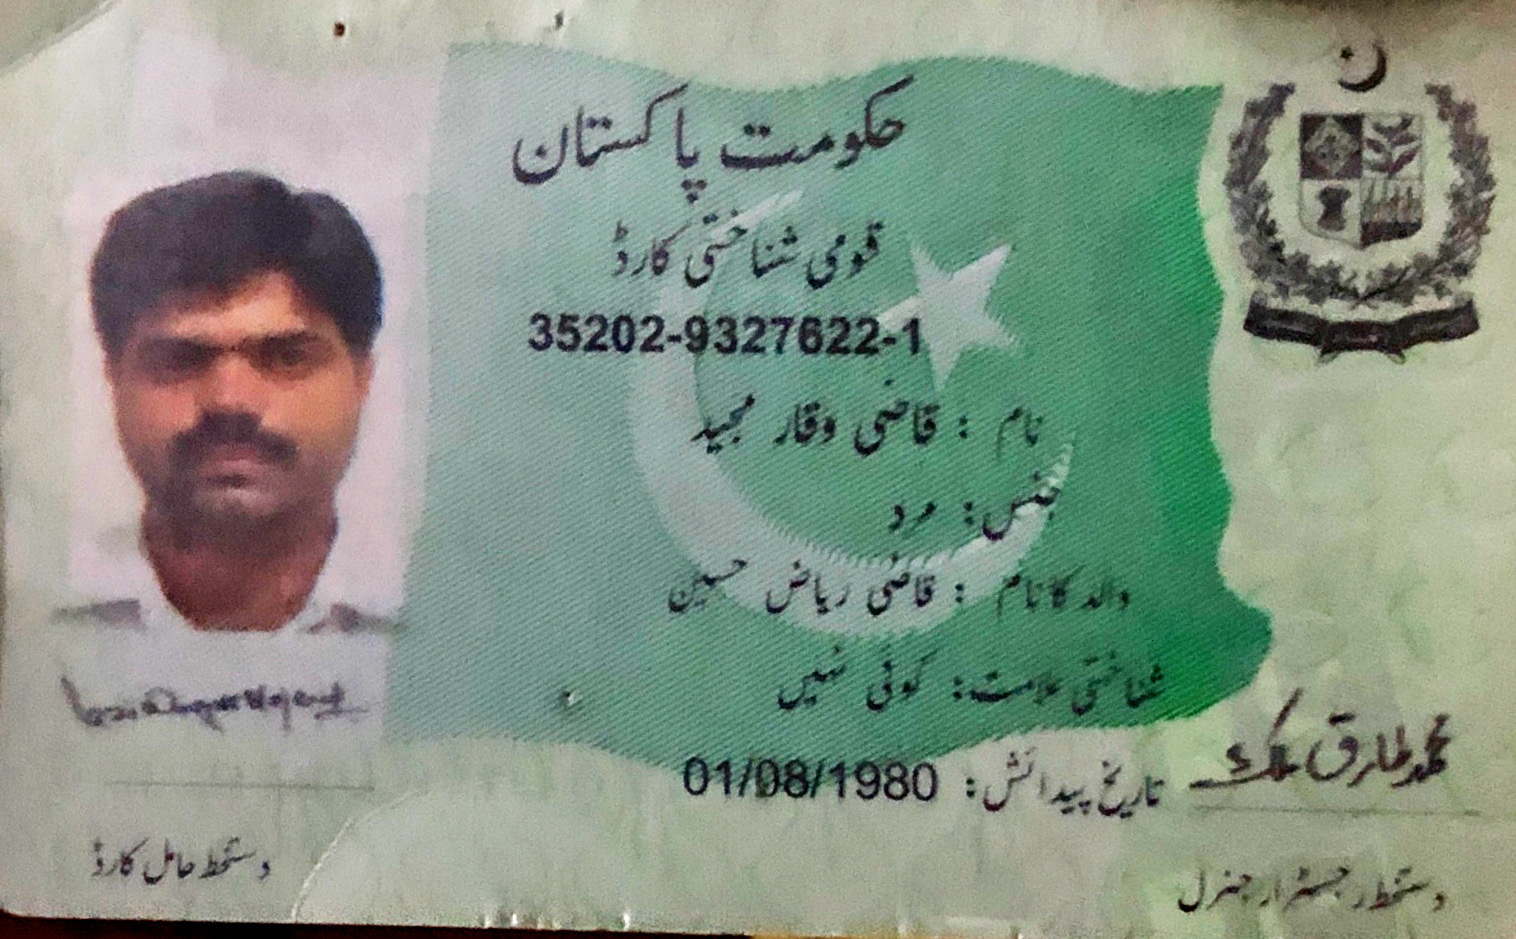 حکومت پاکستان
قومی شناختی کارڈ
35202-9327622-1
نام : قاضی وقار مجید
جنس: مرد
والد کا نام : قاضی ریاض حسین
شناختی علامت: کوئی نہیں
تاریخ پیدائش: 01/08/1980
محمد طارق ملک
دستخط رجسٹرار جنرل
دستخط حامل کارڈ